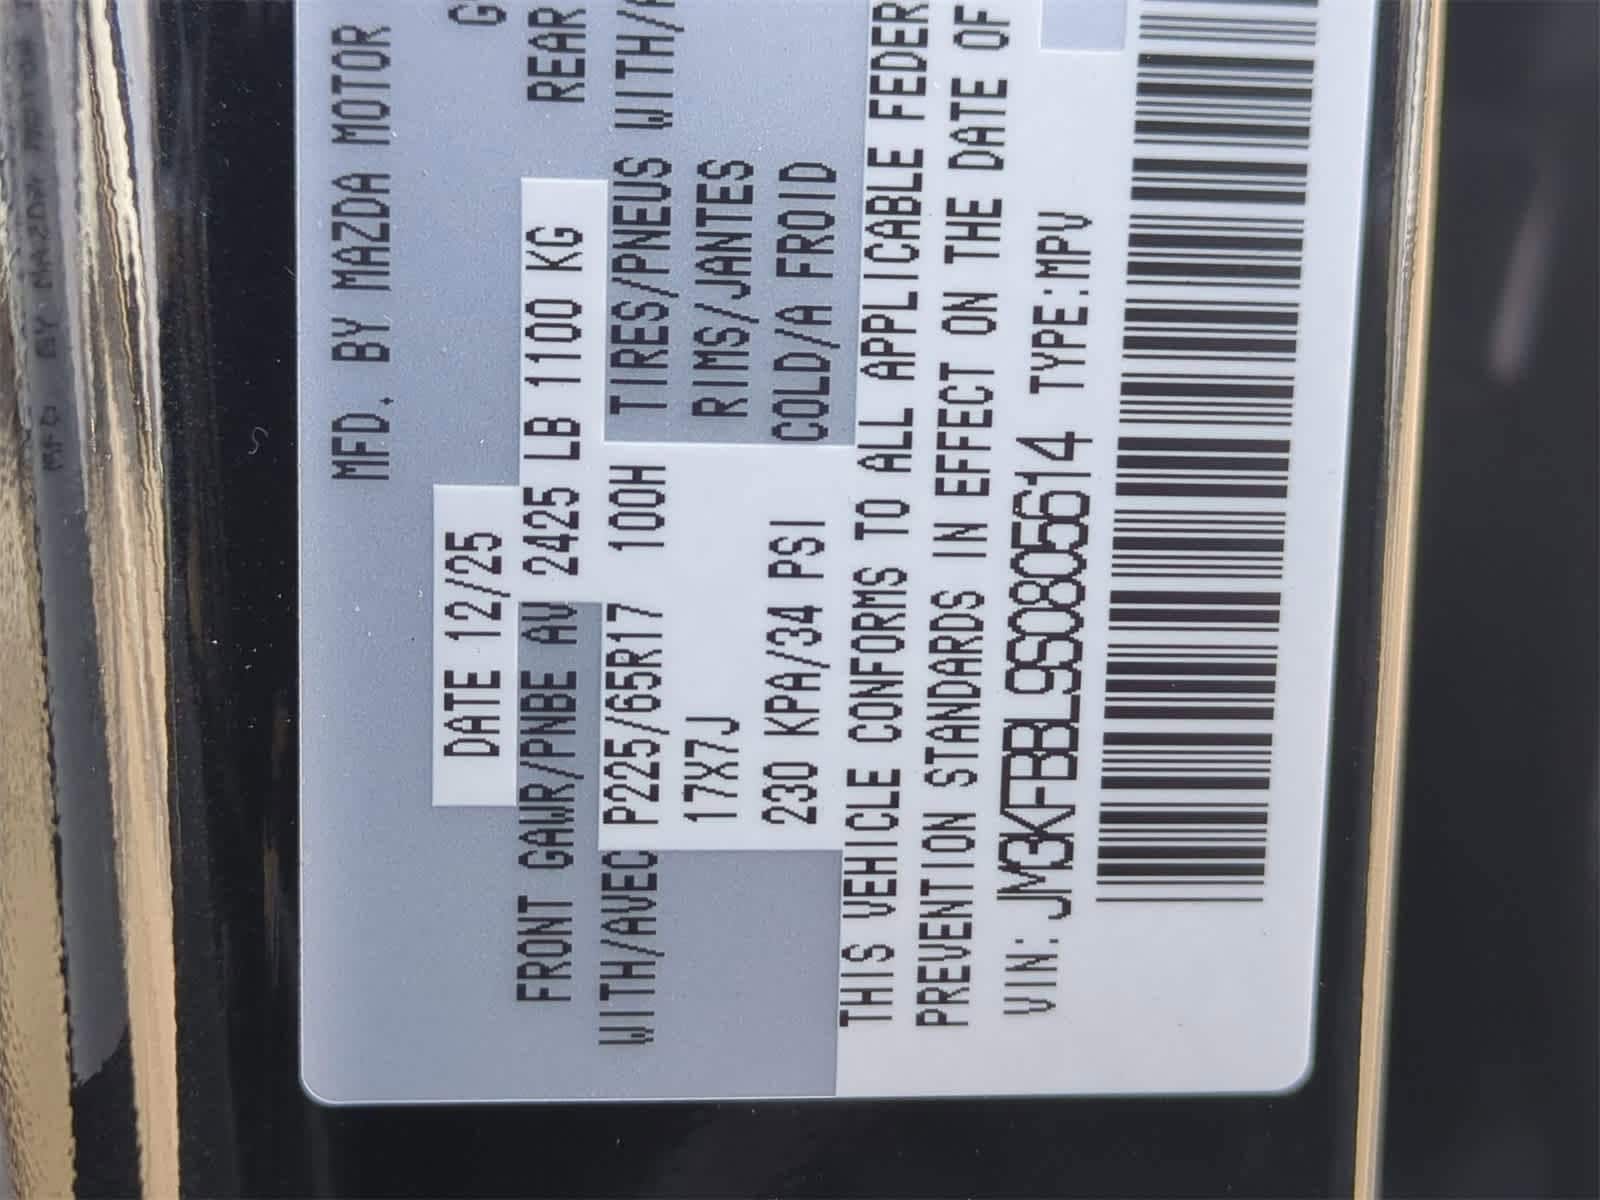 MFD. BY MAZDA MOTOR
DATE 12/25 G
FRONT GAWR/PNBE AV 2425 LB 1100 KG REAR
WITH/AVEC P225/65R17 100H TIRES/PNEUS WITH/
17X7J RIMS/JANTES
230 KPA/34 PSI COLD/A FROID
THIS VEHICLE CONFORMS TO ALL APPLICABLE FEDER
PREVENTION STANDARDS IN EFFECT ON THE DATE OF
VIN: JM3KFBBL9S0805614 TYPE:MPV